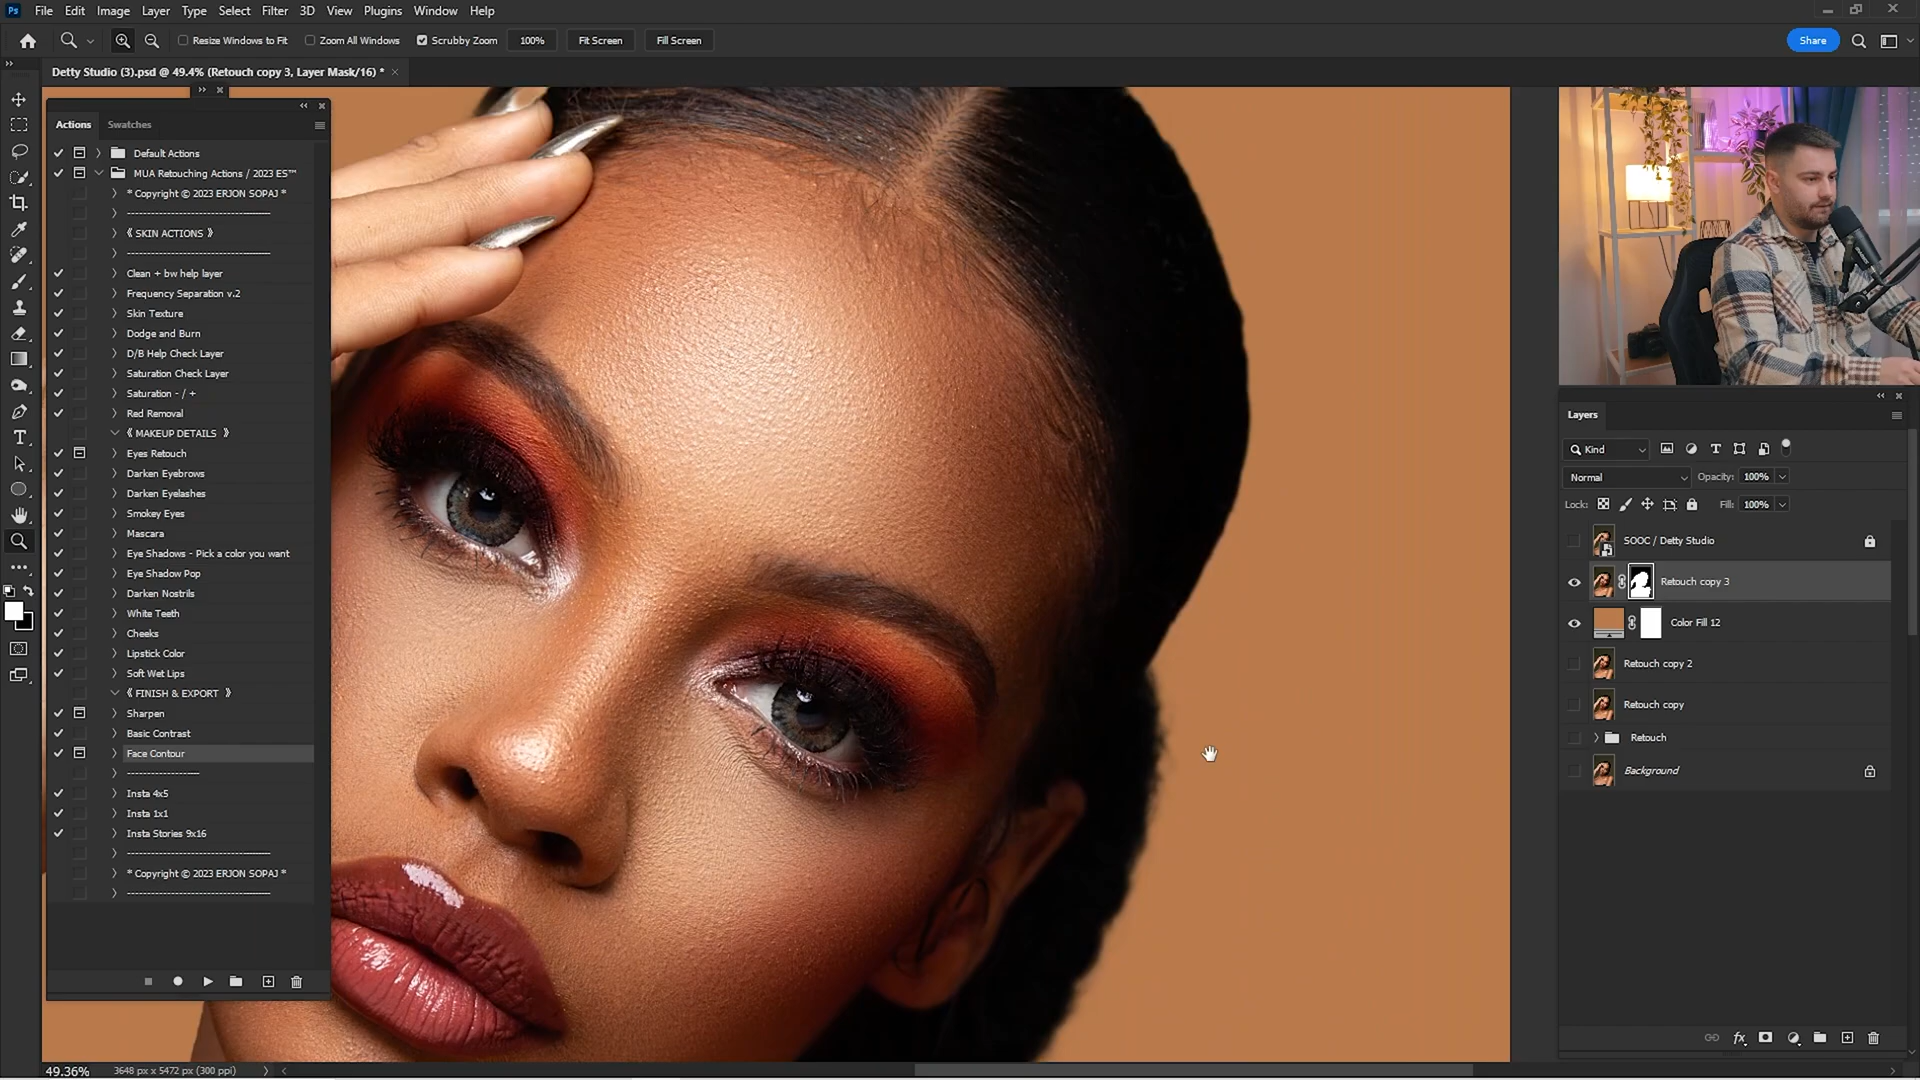 Ps File Edit Image Layer Type Select Filter 3D View Plugins Window Help
Resize Windows to Fit Zoom All Windows Scrubby Zoom 100% Fit Screen Fill Screen Share
Detty Studio (3).psd @ 49.4% (Retouch copy 3, Layer Mask/16) *
Actions Swatches
Default Actions
MUA Retouching Actions / 2023 ES™
* Copyright © 2023 ERJON SOPAJ *
《 SKIN ACTIONS 》
Clean + bw help layer
Frequency Separation v.2
Skin Texture
Dodge and Burn
D/B Help Check Layer
Saturation Check Layer
Saturation - / +
Red Removal
《 MAKEUP DETAILS 》
Eyes Retouch
Darken Eyebrows
Darken Eyelashes
Smokey Eyes
Mascara
Eye Shadows - Pick a color you want
Eye Shadow Pop
Darken Nostrils
White Teeth
Cheeks
Lipstick Color
Soft Wet Lips
《 FINISH & EXPORT 》
Sharpen
Basic Contrast
Face Contour
Insta 4x5
Insta 1x1
Insta Stories 9x16
* Copyright © 2023 ERJON SOPAJ *
49.36% 3648 px x 5472 px (300 ppi)
Layers
Kind
Normal Opacity: 100%
Lock: Fill: 100%
SOOC / Detty Studio
Retouch copy 3
Color Fill 12
Retouch copy 2
Retouch copy
Retouch
Background
fx